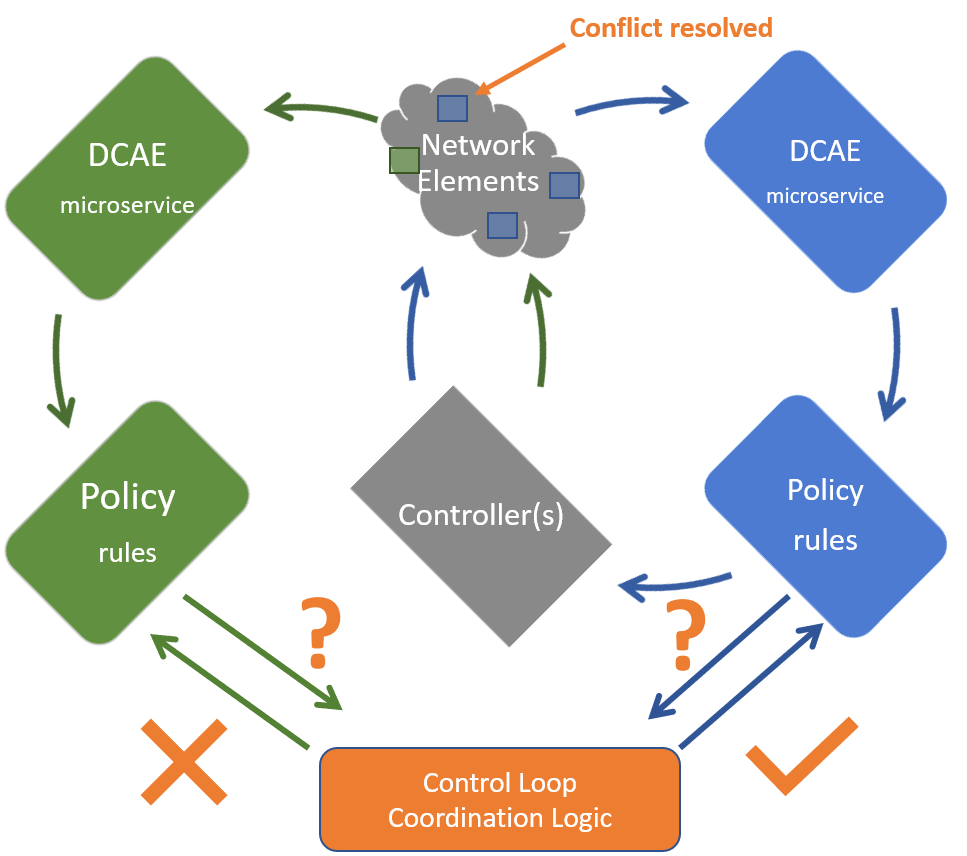 Conflict resolved
DCAE
microservice
Network
Elements
DCAE
microservice
Policy
rules
Controller(s)
Policy
rules
?
?
Control Loop
Coordination Logic